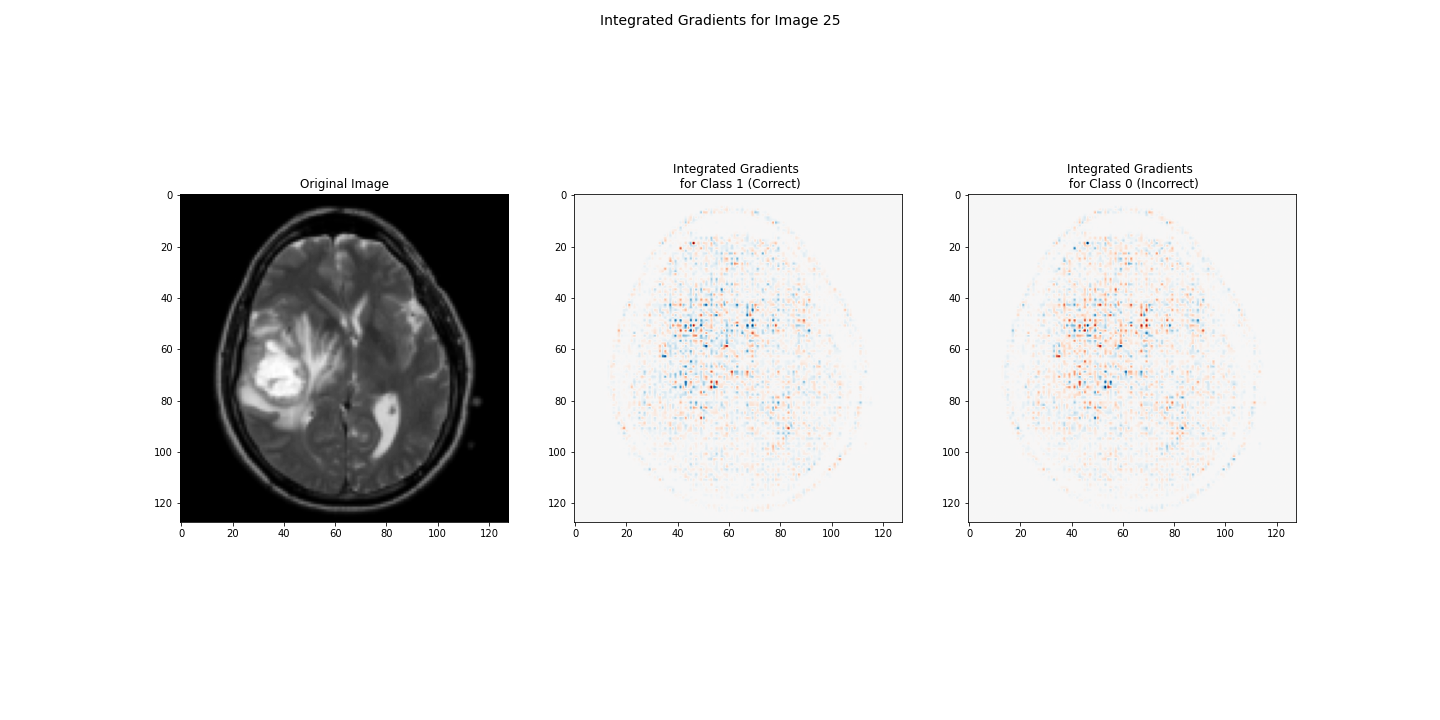 Integrated Gradients for Image 25
Original Image
0
20
40
60
80
100
120
0 20 40 60 80 100 120
Integrated Gradients
for Class 1 (Correct)
0
20
40
60
80
100
120
0 20 40 60 80 100 120
Integrated Gradients
for Class 0 (Incorrect)
0
20
40
60
80
100
120
0 20 40 60 80 100 120